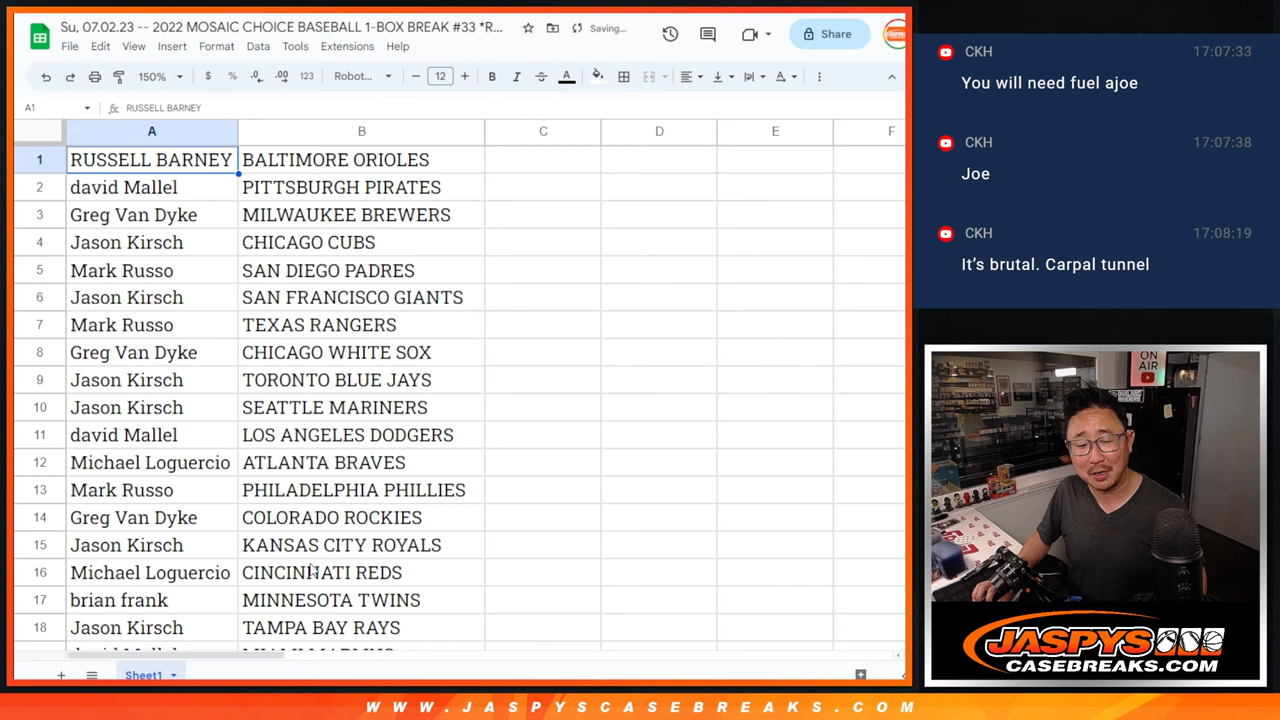 Su, 07.02.23 -- 2022 MOSAIC CHOICE BASEBALL 1-BOX BREAK #33 *R... Saving... Share
File Edit View Insert Format Data Tools Extensions Help
150% $ % .0 .00 123 Robot... − 12 + B I A
A1 fx RUSSELL BARNEY
A B C D E F
1 RUSSELL BARNEY BALTIMORE ORIOLES
2 david Mallel PITTSBURGH PIRATES
3 Greg Van Dyke MILWAUKEE BREWERS
4 Jason Kirsch CHICAGO CUBS
5 Mark Russo SAN DIEGO PADRES
6 Jason Kirsch SAN FRANCISCO GIANTS
7 Mark Russo TEXAS RANGERS
8 Greg Van Dyke CHICAGO WHITE SOX
9 Jason Kirsch TORONTO BLUE JAYS
10 Jason Kirsch SEATTLE MARINERS
11 david Mallel LOS ANGELES DODGERS
12 Michael Loguercio ATLANTA BRAVES
13 Mark Russo PHILADELPHIA PHILLIES
14 Greg Van Dyke COLORADO ROCKIES
15 Jason Kirsch KANSAS CITY ROYALS
16 Michael Loguercio CINCINNATI REDS
17 brian frank MINNESOTA TWINS
18 Jason Kirsch TAMPA BAY RAYS
Sheet1
CKH 17:07:33
You will need fuel ajoe
CKH 17:07:38
Joe
CKH 17:08:19
It's brutal. Carpal tunnel
ON
AIR
JASPYS
CASEBREAKS.COM
WWW.JASPYSCASEBREAKS.COM